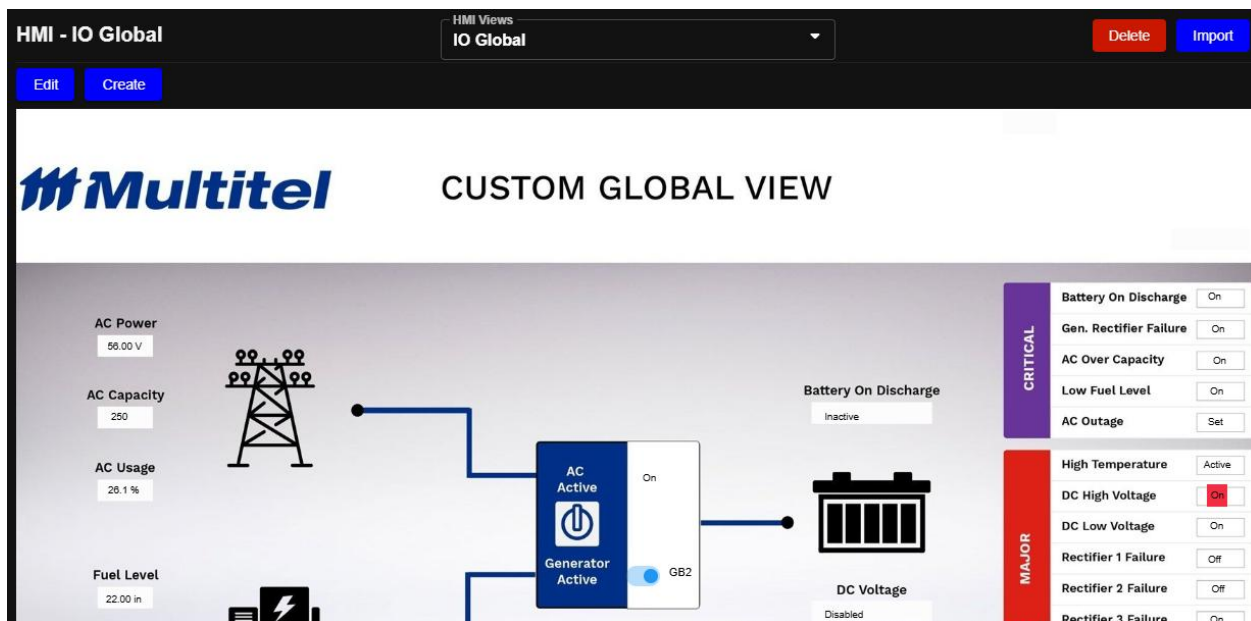 HMI - IO Global
HMI Views
IO Global
Delete
Import
Edit
Create
Multitel
CUSTOM GLOBAL VIEW
AC Power
56.00 V
AC Capacity
250
AC Usage
26.1 %
Fuel Level
22.00 in
AC
Active
On
Generator
Active
GB2
Battery On Discharge
Inactive
DC Voltage
Disabled
CRITICAL
Battery On Discharge On
Gen. Rectifier Failure On
AC Over Capacity On
Low Fuel Level On
AC Outage Set
MAJOR
High Temperature Active
DC High Voltage On
DC Low Voltage On
Rectifier 1 Failure Off
Rectifier 2 Failure Off
Rectifier 3 Failure On